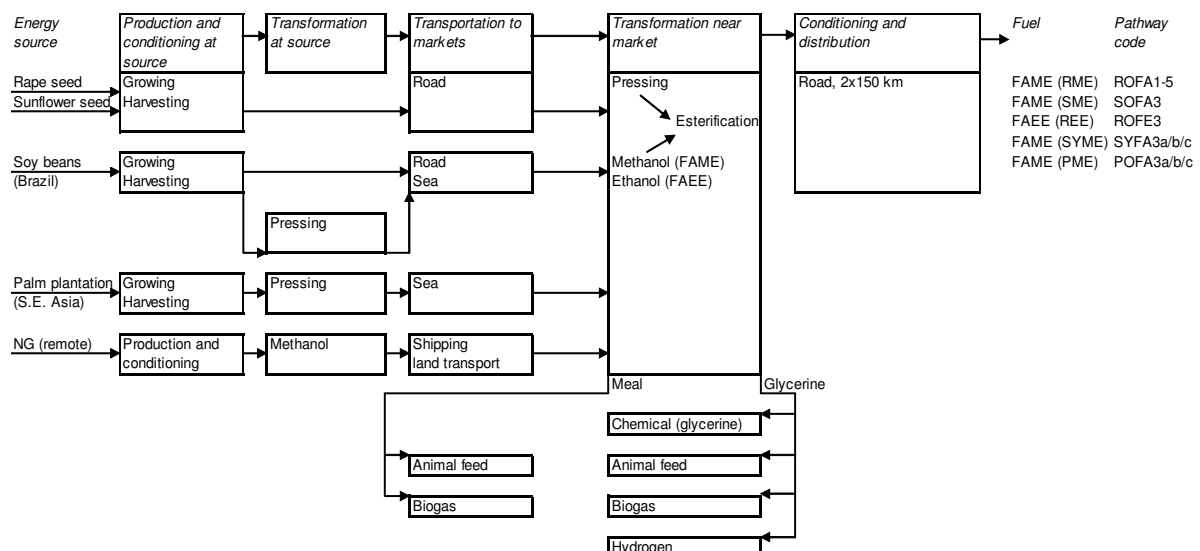 Energy source
Production and conditioning at source
Transformation at source
Transportation to markets
Transformation near market
Conditioning and distribution
Fuel
Pathway code
Rape seed
Sunflower seed
Growing
Harvesting
Road
Pressing
Esterification
Methanol (FAME)
Ethanol (FAEE)
Road, 2x150 km
FAME (RME) ROFA1-5
FAME (SME) SOFA3
FAEE (REE) ROFE3
FAME (SYME) SYFA3a/b/c
FAME (PME) POFA3a/b/c
Soy beans
(Brazil)
Growing
Harvesting
Road
Sea
Pressing
Palm plantation
(S.E. Asia)
Growing
Harvesting
Pressing
Sea
NG (remote)
Production and
conditioning
Methanol
Shipping
land transport
Meal
Glycerine
Chemical (glycerine)
Animal feed
Animal feed
Biogas
Biogas
Hydrogen